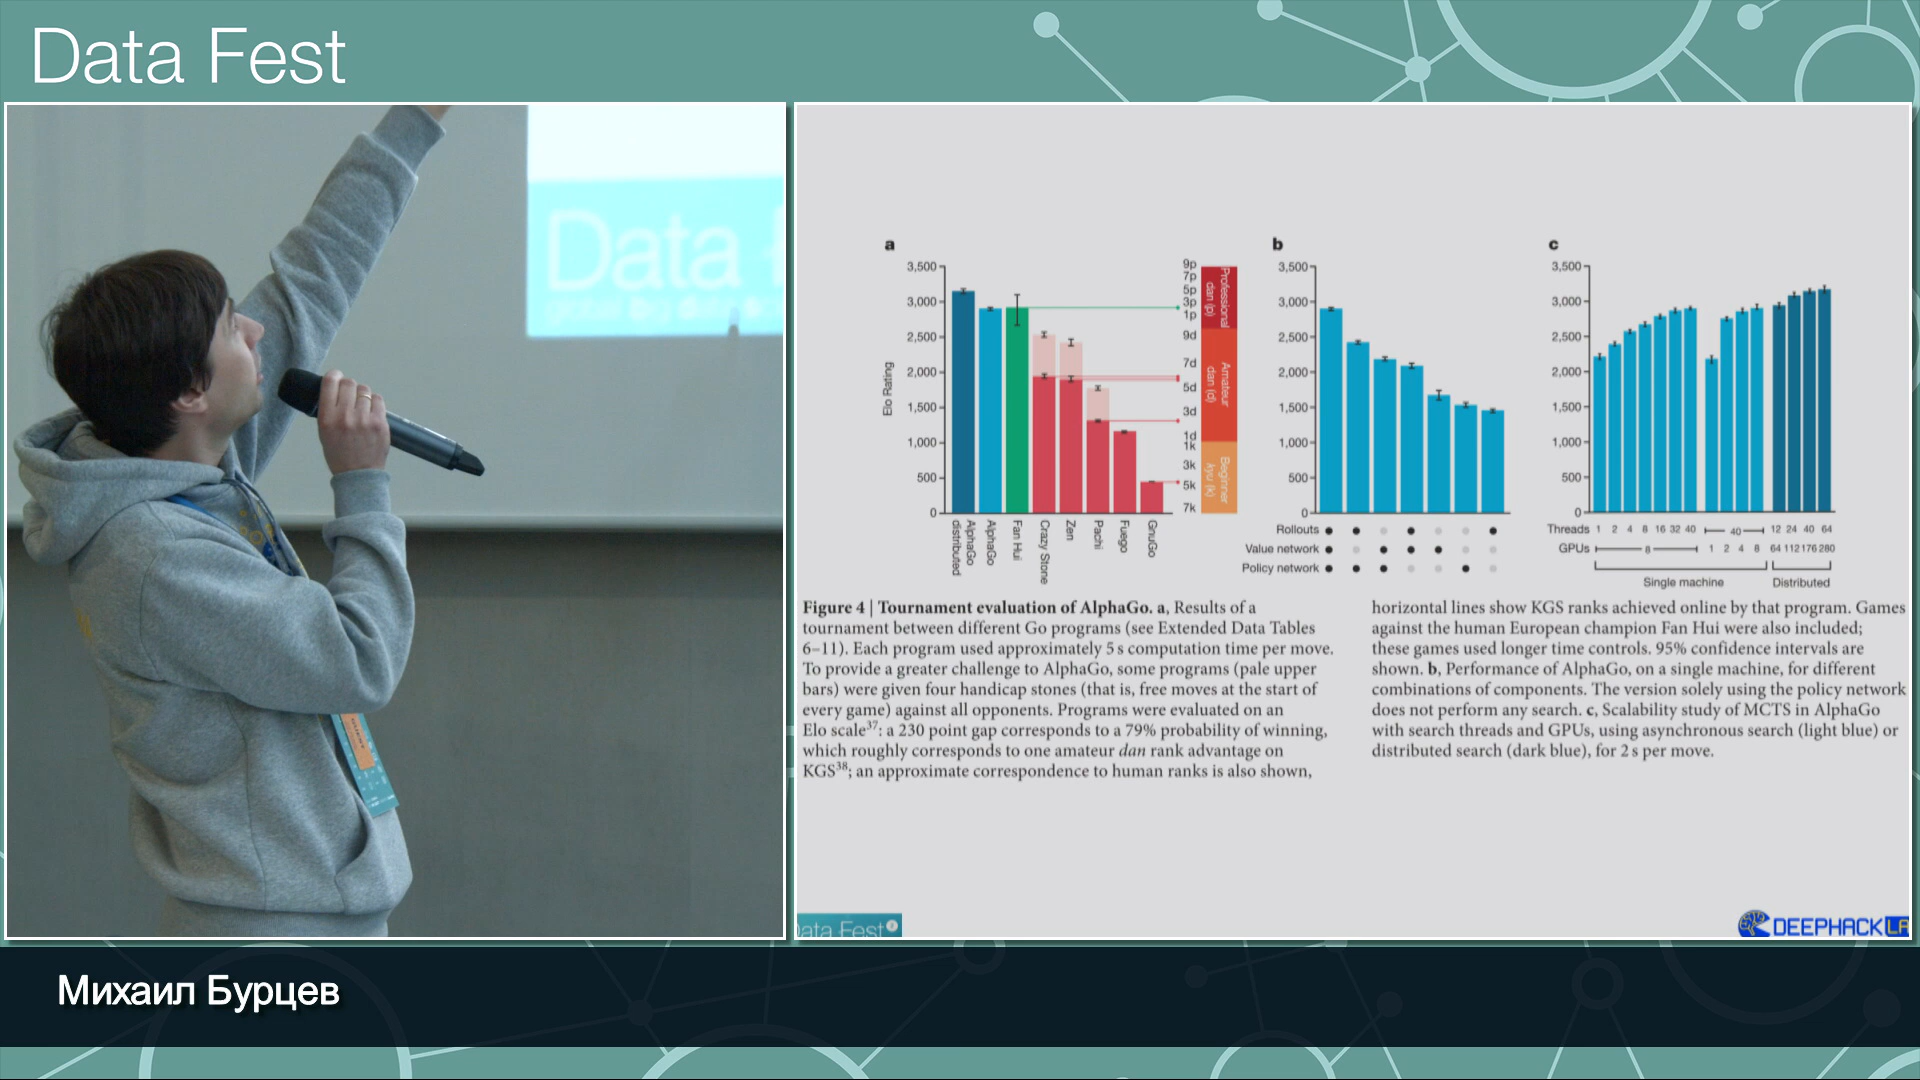 Data Fest
Data
a
3,500
3,000
2,500
2,000
1,500
1,000
500
0
Elo Rating
AlphaGo distributed
AlphaGo
Fan Hui
Crazy Stone
Zen
Pachi
Fuego
GnuGo
9p
7p
5p
3p
1p
9d
7d
5d
3d
1d
1k
3k
5k
7k
Professional dan (p)
Amateur dan (d)
Beginner kyu (k)
b
3,500
3,000
2,500
2,000
1,500
1,000
500
0
Rollouts
Value network
Policy network
c
3,500
3,000
2,500
2,000
1,500
1,000
500
0
Threads 1 2 4 8 16 32 40 40 12 24 40 64
GPUs 8 1 2 4 8 64 112 176 280
Single machine Distributed
Figure 4 | Tournament evaluation of AlphaGo. a, Results of a
tournament between different Go programs (see Extended Data Tables
6–11). Each program used approximately 5 s computation time per move.
To provide a greater challenge to AlphaGo, some programs (pale upper
bars) were given four handicap stones (that is, free moves at the start of
every game) against all opponents. Programs were evaluated on an
Elo scale37: a 230 point gap corresponds to a 79% probability of winning,
which roughly corresponds to one amateur dan rank advantage on
KGS38; an approximate correspondence to human ranks is also shown,
horizontal lines show KGS ranks achieved online by that program. Games
against the human European champion Fan Hui were also included;
these games used longer time controls. 95% confidence intervals are
shown. b, Performance of AlphaGo, on a single machine, for different
combinations of components. The version solely using the policy network
does not perform any search. c, Scalability study of MCTS in AlphaGo
with search threads and GPUs, using asynchronous search (light blue) or
distributed search (dark blue), for 2 s per move.
ata Fest
DEEPHACKLA
Михаил Бурцев